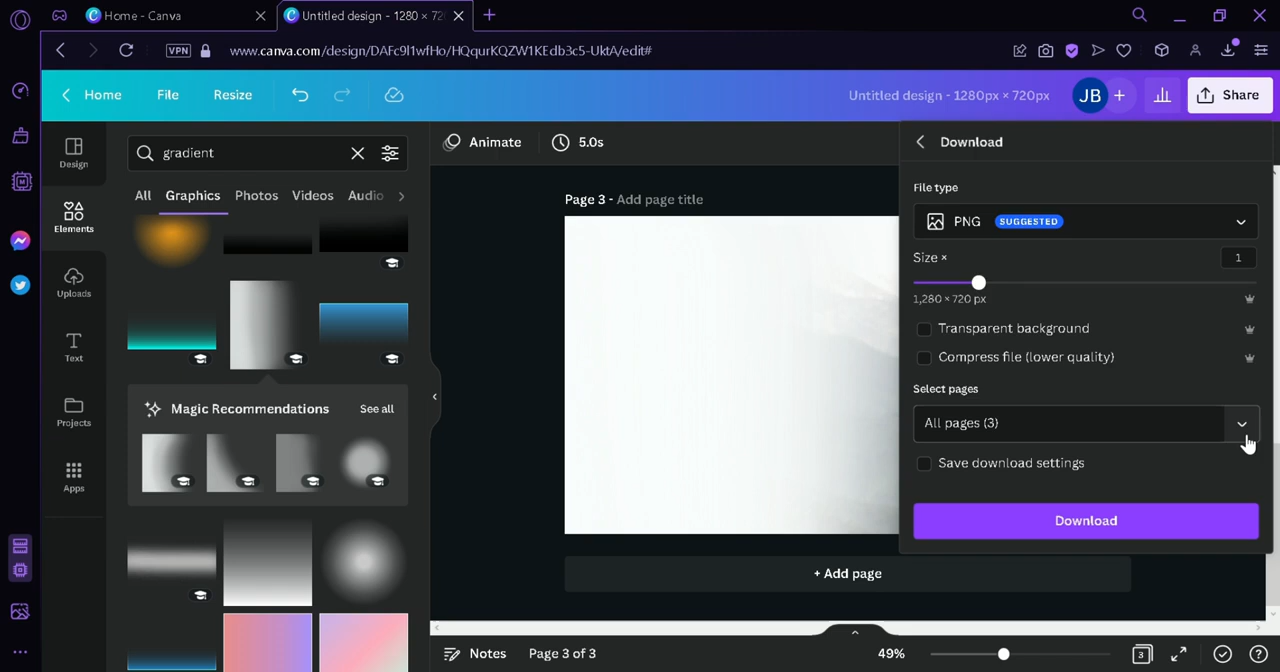 Home - Canva
Untitled design - 1280 × 72
VPN
www.canva.com/design/DAFc9l1wfHo/HQqurKQZW1KEdb3c5-UktA/edit#
Home
File
Resize
Untitled design - 1280px × 720px
JB
+
Share
Design
Elements
Uploads
Text
Projects
Apps
gradient
All
Graphics
Photos
Videos
Audio
Magic Recommendations
See all
Animate
5.0s
Page 3 - Add page title
+ Add page
Download
File type
PNG
SUGGESTED
Size ×
1
1,280 × 720 px
Transparent background
Compress file (lower quality)
Select pages
All pages (3)
Save download settings
Download
Notes
Page 3 of 3
49%
3